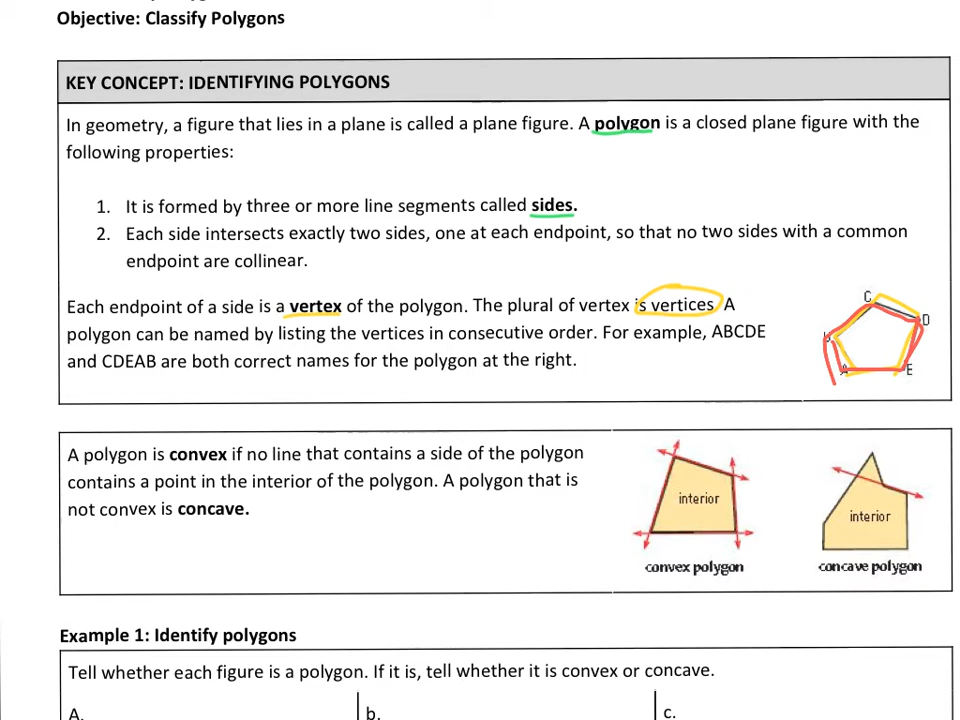 Objective: Classify Polygons
KEY CONCEPT: IDENTIFYING POLYGONS
In geometry, a figure that lies in a plane is called a plane figure. A polygon is a closed plane figure with the
following properties:
1. It is formed by three or more line segments called sides.
2. Each side intersects exactly two sides, one at each endpoint, so that no two sides with a common
endpoint are collinear.
Each endpoint of a side is a vertex of the polygon. The plural of vertex is vertices. A
polygon can be named by listing the vertices in consecutive order. For example, ABCDE
and CDEAB are both correct names for the polygon at the right.
C
D
B
A
E
A polygon is convex if no line that contains a side of the polygon
contains a point in the interior of the polygon. A polygon that is
not convex is concave.
interior
convex polygon
interior
concave polygon
Example 1: Identify polygons
Tell whether each figure is a polygon. If it is, tell whether it is convex or concave.
A.
b.
c.